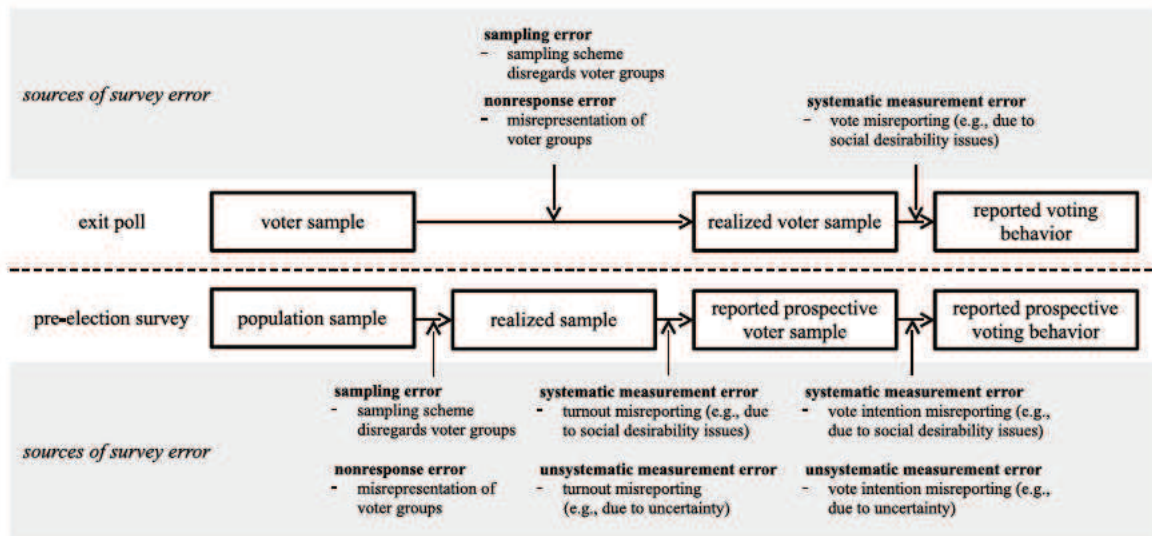 sampling error
- sampling scheme
disregards voter groups
sources of survey error
nonresponse error
- misrepresentation of
voter groups
systematic measurement error
- vote misreporting (e.g., due to
social desirability issues)
exit poll
voter sample
realized voter sample
reported voting
behavior
pre-election survey
population sample
realized sample
reported prospective
voter sample
reported prospective
voting behavior
sources of survey error
sampling error
- sampling scheme
disregards voter groups
nonresponse error
- misrepresentation of
voter groups
systematic measurement error
- turnout misreporting (e.g., due
to social desirability issues)
unsystematic measurement error
- turnout misreporting
(e.g., due to uncertainty)
systematic measurement error
- vote intention misreporting (e.g.,
due to social desirability issues)
unsystematic measurement error
- vote intention misreporting (e.g.,
due to uncertainty)